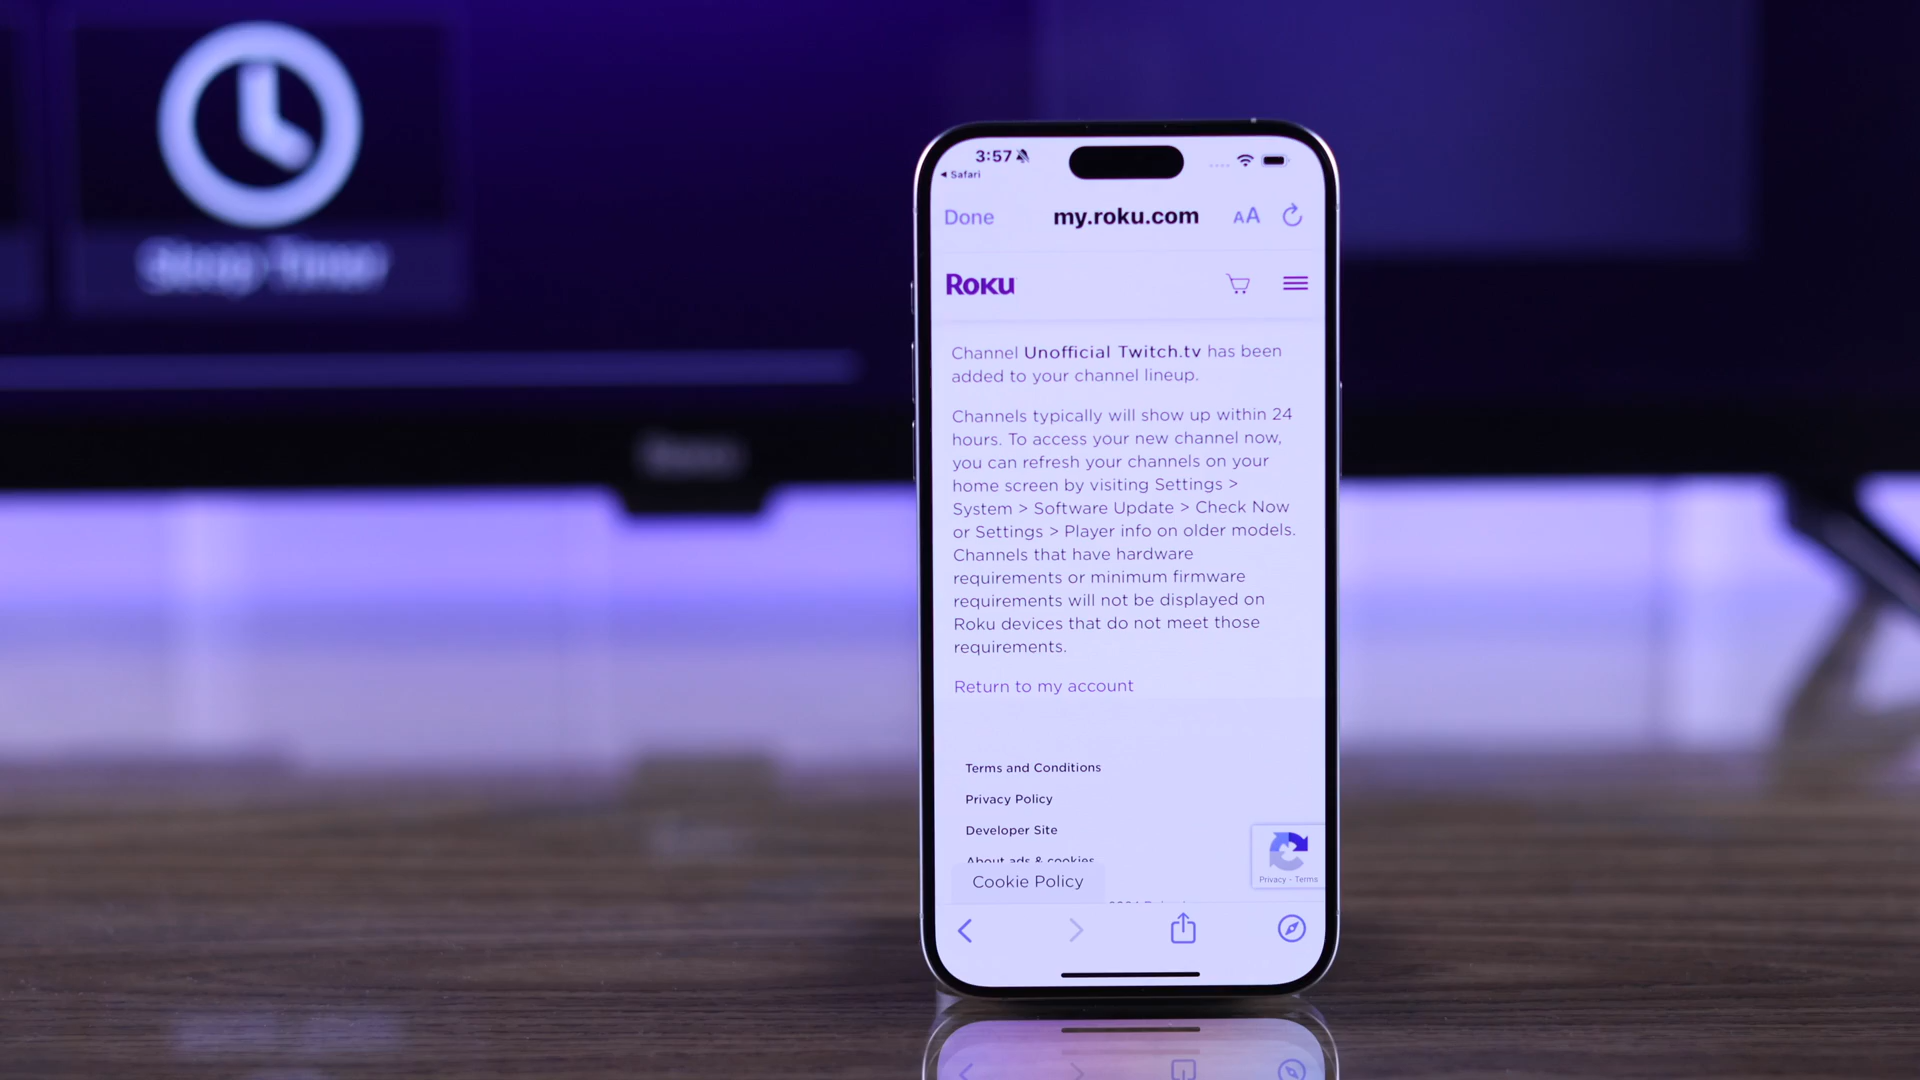 Sleep Timer
3:57
Safari
Done
my.roku.com
AA
Roku
Channel Unofficial Twitch.tv has been
added to your channel lineup.
Channels typically will show up within 24
hours. To access your new channel now,
you can refresh your channels on your
home screen by visiting Settings >
System > Software Update > Check Now
or Settings > Player info on older models.
Channels that have hardware
requirements or minimum firmware
requirements will not be displayed on
Roku devices that do not meet those
requirements.
Return to my account
Terms and Conditions
Privacy Policy
Developer Site
About ads & cookies
Cookie Policy
Privacy - Terms